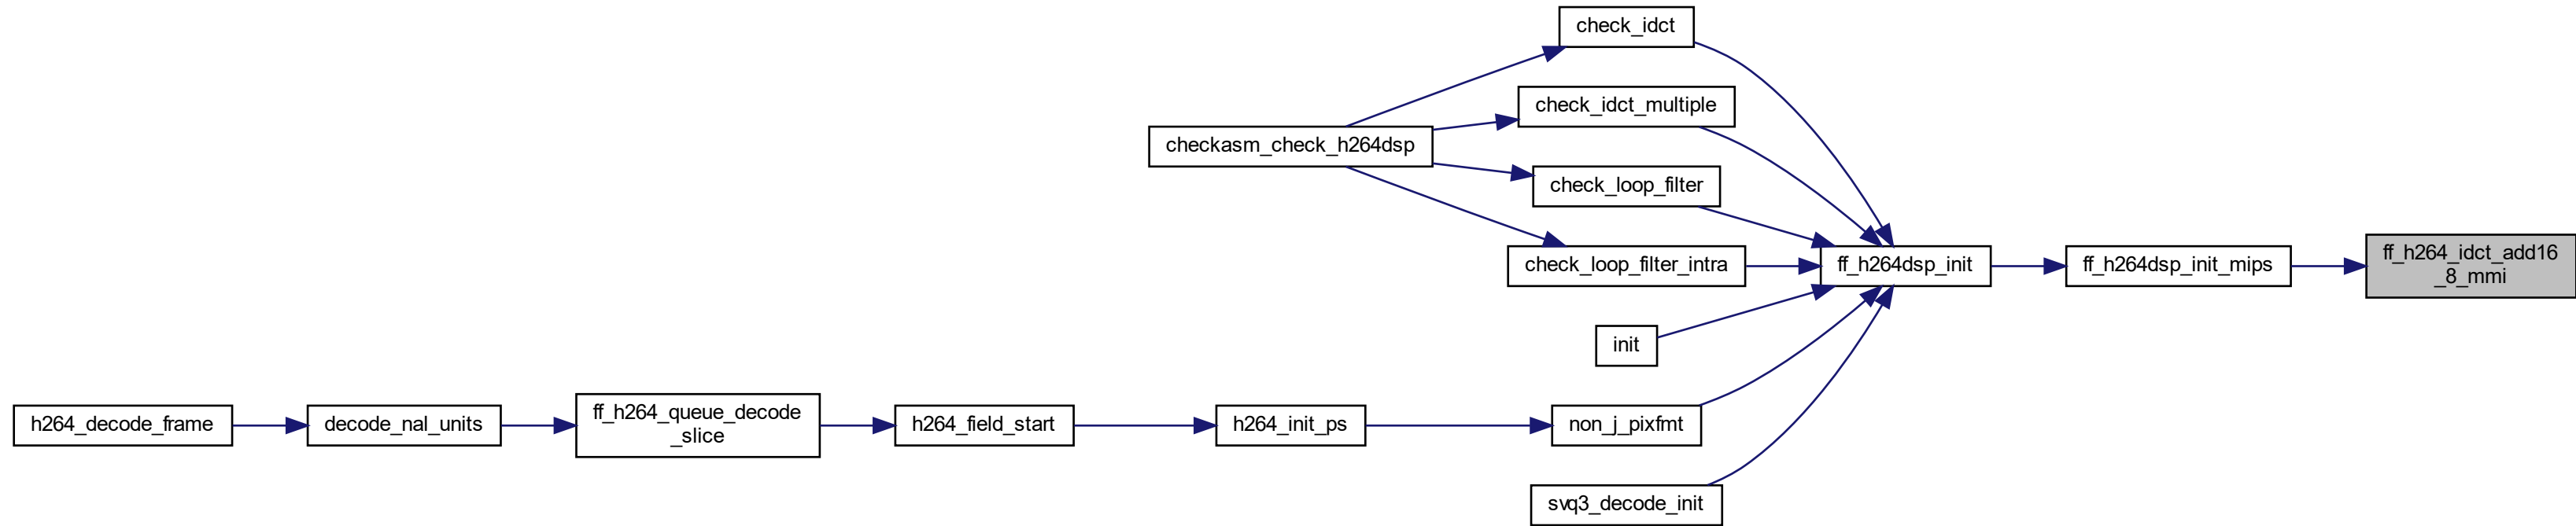 check_idct
check_idct_multiple
checkasm_check_h264dsp
check_loop_filter
check_loop_filter_intra
ff_h264dsp_init
ff_h264dsp_init_mips
ff_h264_idct_add16
_8_mmi
init
h264_decode_frame
decode_nal_units
ff_h264_queue_decode
_slice
h264_field_start
h264_init_ps
non_j_pixfmt
svq3_decode_init